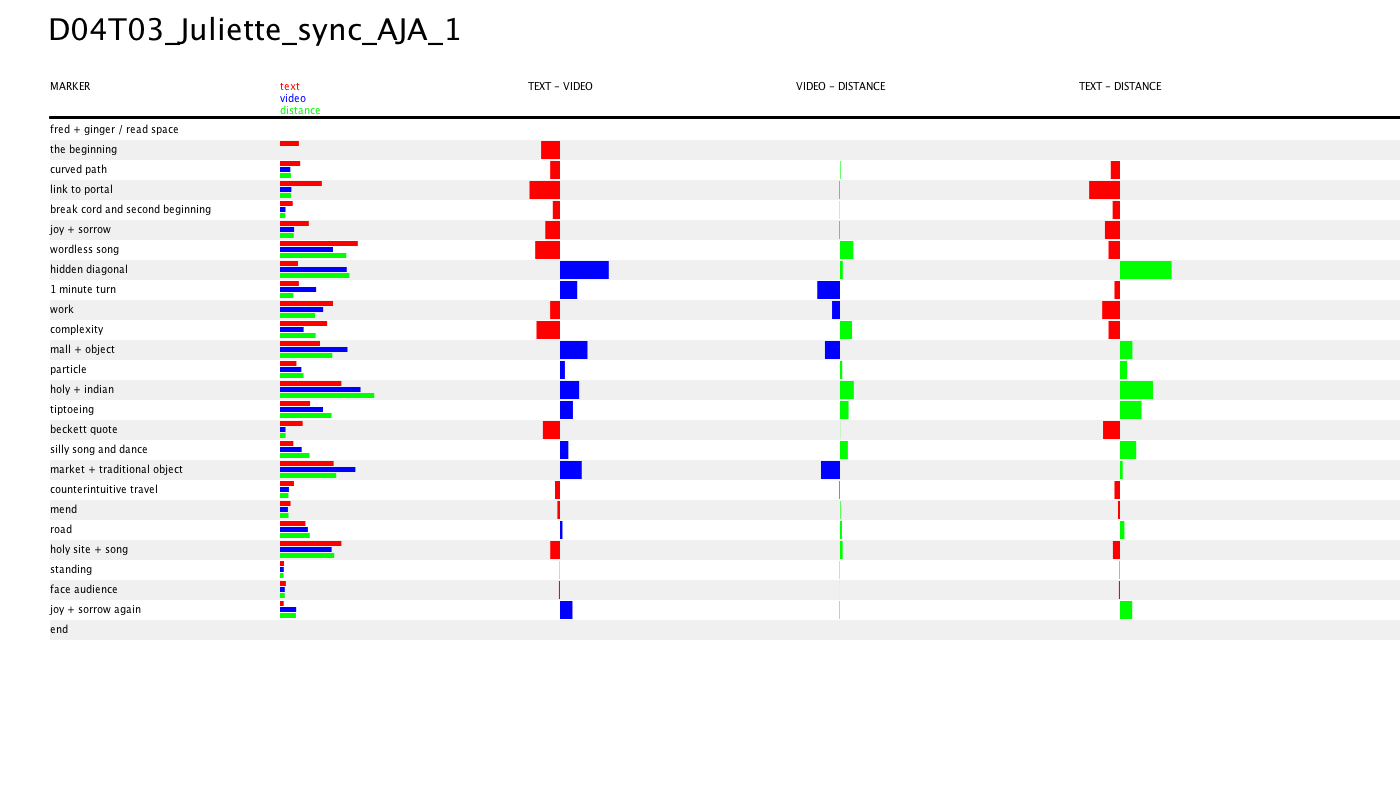 D04T03_Juliette_sync_AJA_1
MARKER text TEXT – VIDEO VIDEO – DISTANCE TEXT – DISTANCE
video
distance
fred + ginger / read space
the beginning
curved path
link to portal
break cord and second beginning
joy + sorrow
wordless song
hidden diagonal
1 minute turn
work
complexity
mall + object
particle
holy + indian
tiptoeing
beckett quote
silly song and dance
market + traditional object
counterintuitive travel
mend
road
holy site + song
standing
face audience
joy + sorrow again
end